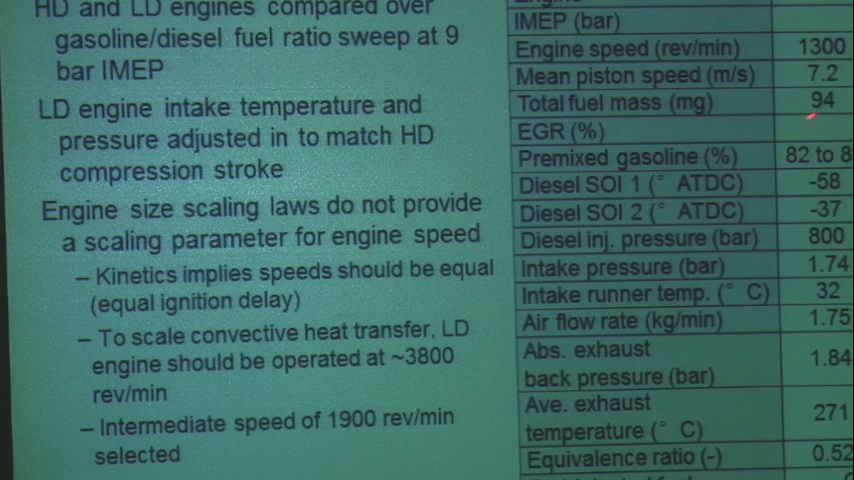 HD and LD engines compared over
gasoline/diesel fuel ratio sweep at 9
bar IMEP
LD engine intake temperature and
pressure adjusted in to match HD
compression stroke
Engine size scaling laws do not provide
a scaling parameter for engine speed
– Kinetics implies speeds should be equal
(equal ignition delay)
– To scale convective heat transfer, LD
engine should be operated at ~3800
rev/min
– Intermediate speed of 1900 rev/min
selected
IMEP (bar)
Engine speed (rev/min) 1300
Mean piston speed (m/s) 7.2
Total fuel mass (mg) 94
EGR (%)
Premixed gasoline (%) 82 to 8
Diesel SOI 1 (° ATDC) -58
Diesel SOI 2 (° ATDC) -37
Diesel inj. pressure (bar) 800
Intake pressure (bar) 1.74
Intake runner temp. (° C) 32
Air flow rate (kg/min) 1.75
Abs. exhaust
back pressure (bar) 1.84
Ave. exhaust
temperature (° C) 271
Equivalence ratio (-) 0.52